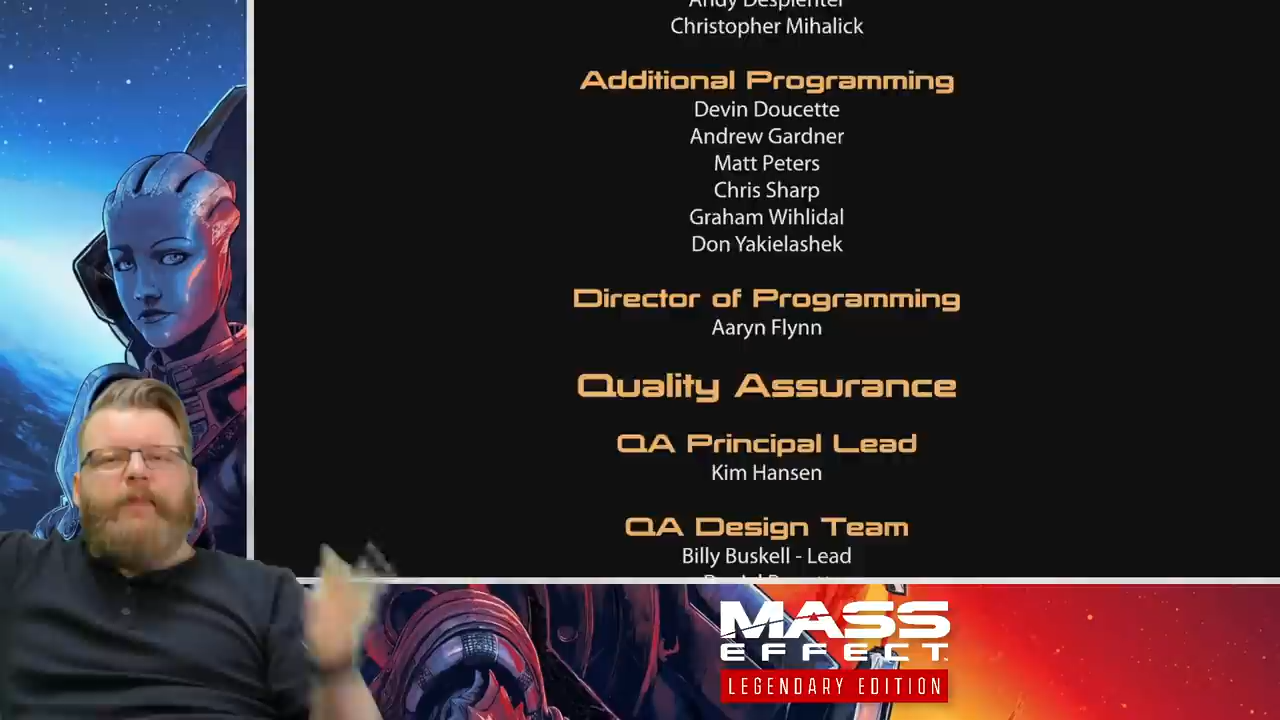 Andy Desplenter
Christopher Mihalick
Additional Programming
Devin Doucette
Andrew Gardner
Matt Peters
Chris Sharp
Graham Wihlidal
Don Yakielashek
Director of Programming
Aaryn Flynn
Quality Assurance
QA Principal Lead
Kim Hansen
QA Design Team
Billy Buskell - Lead
MASS
EFFECT
LEGENDARY EDITION